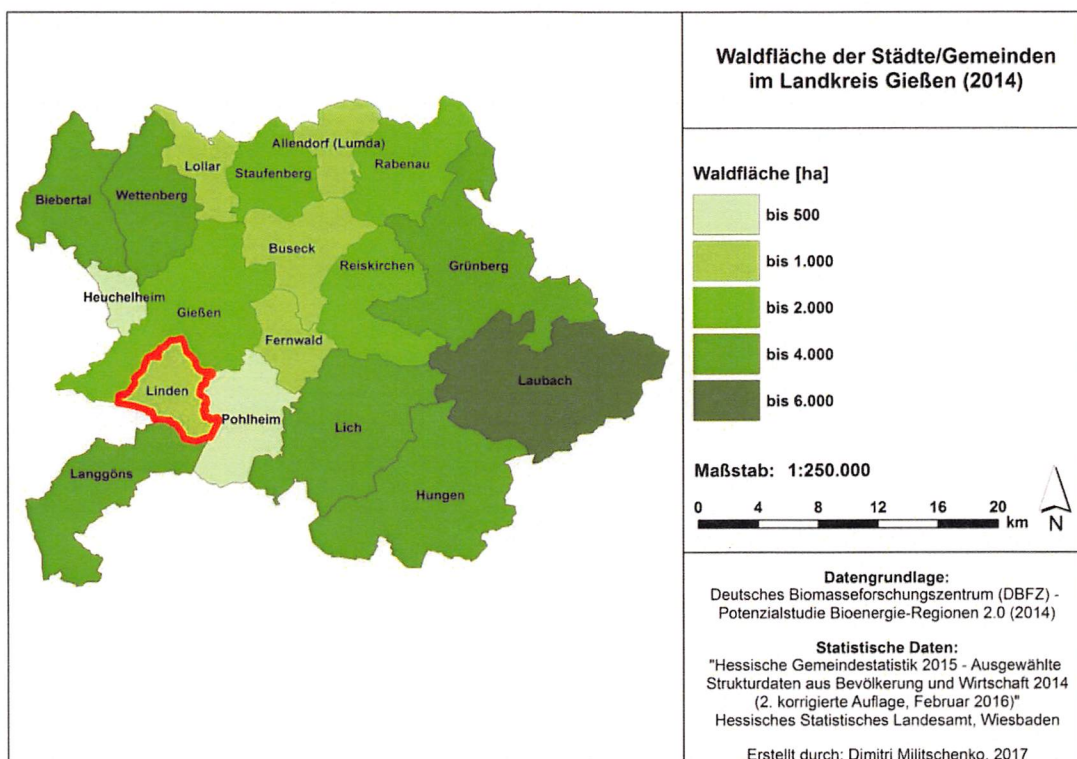 Waldfläche der Städte/Gemeinden
im Landkreis Gießen (2014)
Waldfläche [ha]
bis 500
bis 1.000
bis 2.000
bis 4.000
bis 6.000
Maßstab: 1:250.000
0 4 8 12 16 20
km
N
Datengrundlage:
Deutsches Biomasseforschungszentrum (DBFZ) -
Potenzialstudie Bioenergie-Regionen 2.0 (2014)
Statistische Daten:
"Hessische Gemeindestatistik 2015 - Ausgewählte
Strukturdaten aus Bevölkerung und Wirtschaft 2014
(2. korrigierte Auflage, Februar 2016)"
Hessisches Statistisches Landesamt, Wiesbaden
Erstellt durch: Dimitri Militschenko, 2017
Allendorf (Lumda)
Lollar
Rabenau
Staufenberg
Wettenberg
Biebertal
Buseck
Reiskirchen
Grünberg
Heuchelheim
Gießen
Fernwald
Laubach
Linden
Pohlheim
Lich
Langgöns
Hungen